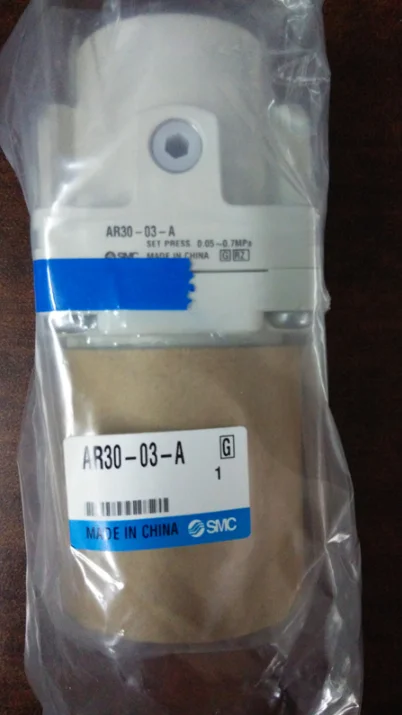 AR30-03-A
SET PRESS. 0.05~0.7MPa
SMC MADE IN CHINA G RZ
AR30-03-A G
1
MADE IN CHINA SMC